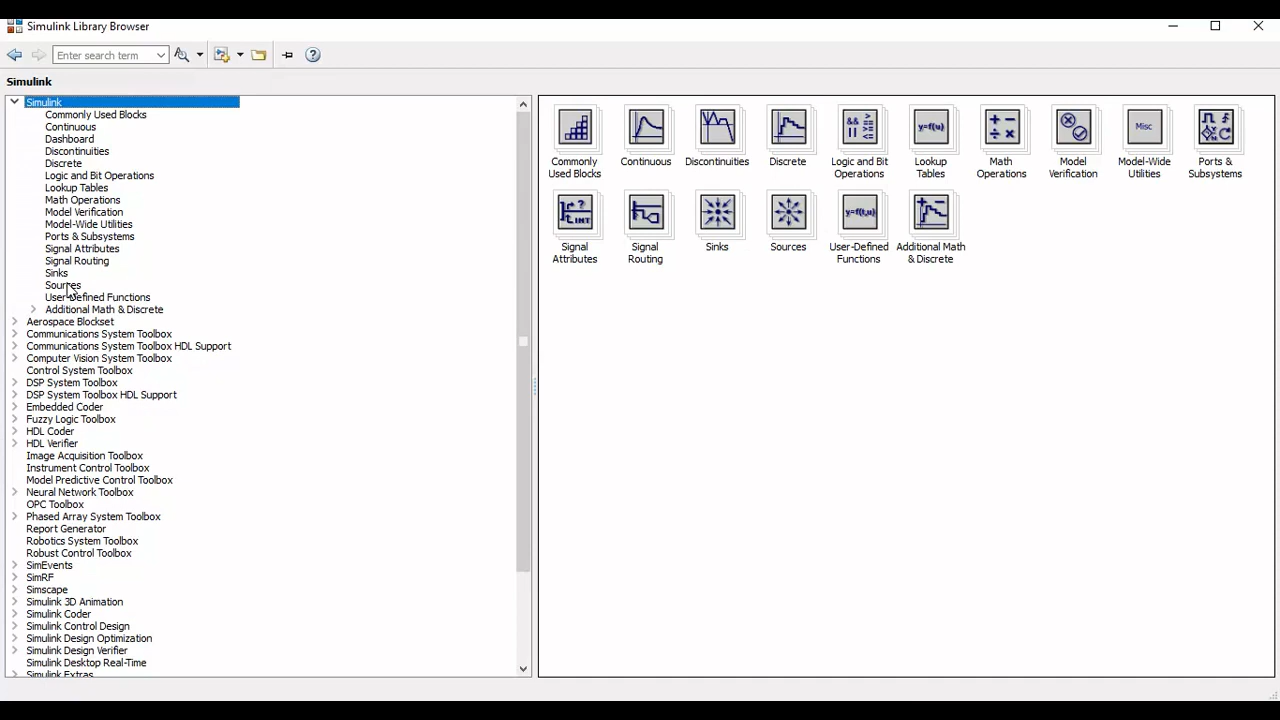 Simulink Library Browser
Enter search term
Simulink
Simulink
Commonly Used Blocks
Continuous
Dashboard
Discontinuities
Discrete
Logic and Bit Operations
Lookup Tables
Math Operations
Model Verification
Model-Wide Utilities
Ports & Subsystems
Signal Attributes
Signal Routing
Sinks
Sources
User-Defined Functions
Additional Math & Discrete
Aerospace Blockset
Communications System Toolbox
Communications System Toolbox HDL Support
Computer Vision System Toolbox
Control System Toolbox
DSP System Toolbox
DSP System Toolbox HDL Support
Embedded Coder
Fuzzy Logic Toolbox
HDL Coder
HDL Verifier
Image Acquisition Toolbox
Instrument Control Toolbox
Model Predictive Control Toolbox
Neural Network Toolbox
OPC Toolbox
Phased Array System Toolbox
Report Generator
Robotics System Toolbox
Robust Control Toolbox
SimEvents
SimRF
Simscape
Simulink 3D Animation
Simulink Coder
Simulink Control Design
Simulink Design Optimization
Simulink Design Verifier
Simulink Desktop Real-Time
Simulink Extras
&& >= || <=
y=f(u)
+ - ÷ ×
Misc
Commonly Used Blocks
Continuous
Discontinuities
Discrete
Logic and Bit Operations
Lookup Tables
Math Operations
Model Verification
Model-Wide Utilities
Ports & Subsystems
? INT
y=f(t,u)
Signal Attributes
Signal Routing
Sinks
Sources
User-Defined Functions
Additional Math & Discrete